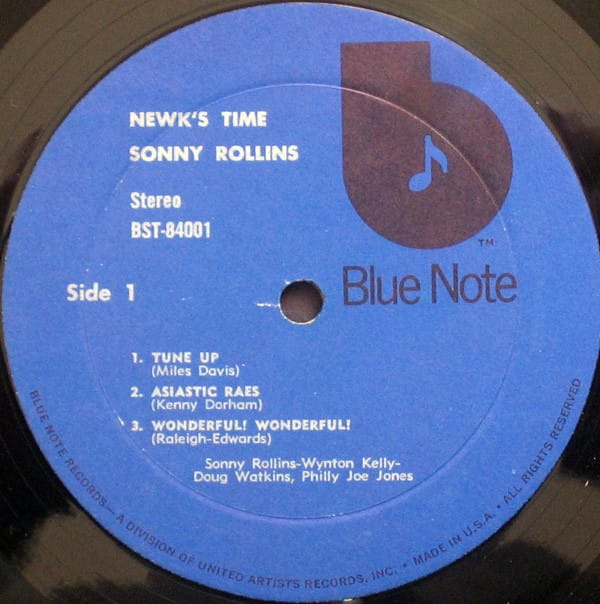 NEWK'S TIME
SONNY ROLLINS
Stereo
BST-84001
TM
Blue Note
Side 1
1. TUNE UP
(Miles Davis)
2. ASIASTIC RAES
(Kenny Dorham)
3. WONDERFUL! WONDERFUL!
(Raleigh-Edwards)
Sonny Rollins-Wynton Kelly-
Doug Watkins, Philly Joe Jones
BLUE NOTE RECORDS—A DIVISION OF UNITED ARTISTS RECORDS, INC. • MADE IN U.S.A. • ALL RIGHTS RESERVED